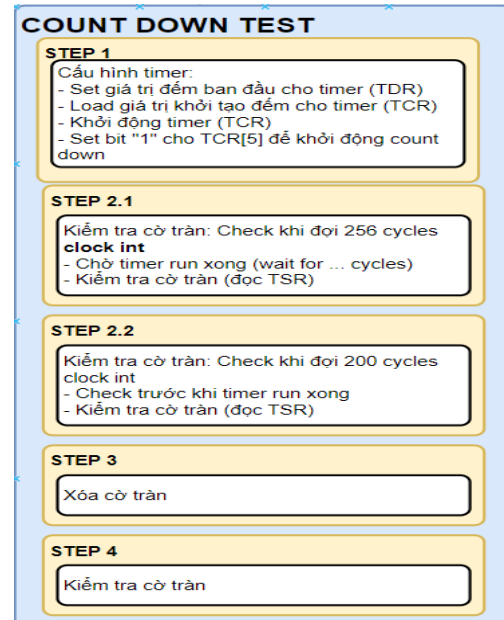 COUNT DOWN TEST
STEP 1
Cấu hình timer:
- Set giá trị đếm ban đầu cho timer (TDR)
- Load giá trị khởi tạo đếm cho timer (TCR)
- Khởi động timer (TCR)
- Set bit "1" cho TCR[5] để khởi động count
down
STEP 2.1
Kiểm tra cờ tràn: Check khi đợi 256 cycles
clock int
- Chờ timer run xong (wait for ... cycles)
- Kiểm tra cờ tràn (đọc TSR)
STEP 2.2
Kiểm tra cờ tràn: Check khi đợi 200 cycles
clock int
- Check trước khi timer run xong
- Kiểm tra cờ tràn (đọc TSR)
STEP 3
Xóa cờ tràn
STEP 4
Kiểm tra cờ tràn